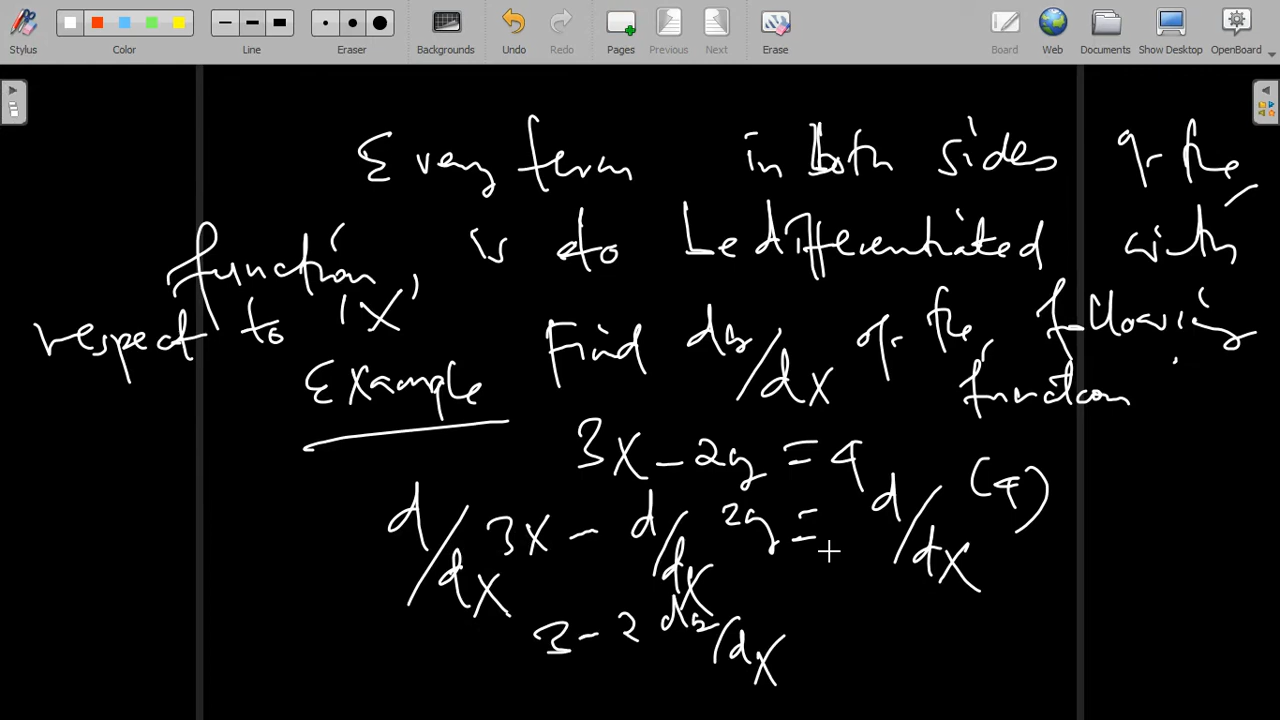 Stylus Color Line Eraser Backgrounds Undo Redo Pages Previous Next Erase Board Web Documents Show Desktop OpenBoard
Every term in both sides of the
function, is to be differentiated with
respect to 'X'
Example Find dy/dx of the following
function
3x - 2y = 4
d/dx 3x - d/dx 2y = d/dx (4)
3 - 2 dy/dx